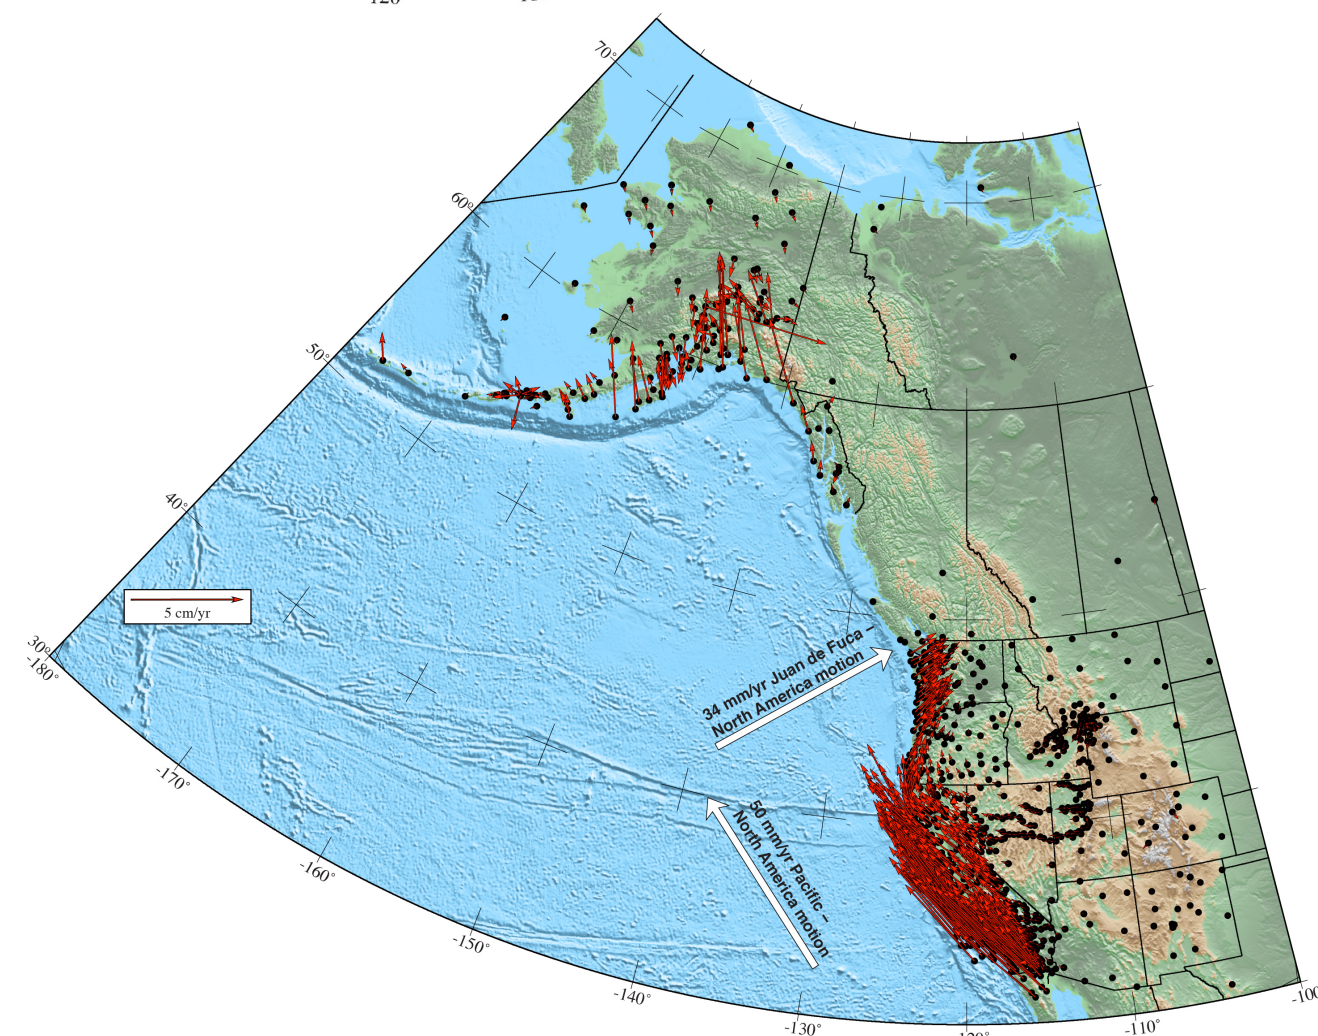 70°
60°
50°
40°
30°
-180°
5 cm/yr
34 mm/yr Juan de Fuca –
North America motion
50 mm/yr Pacific –
North America motion
-170°
-160°
-150°
-140°
-130°
-110°